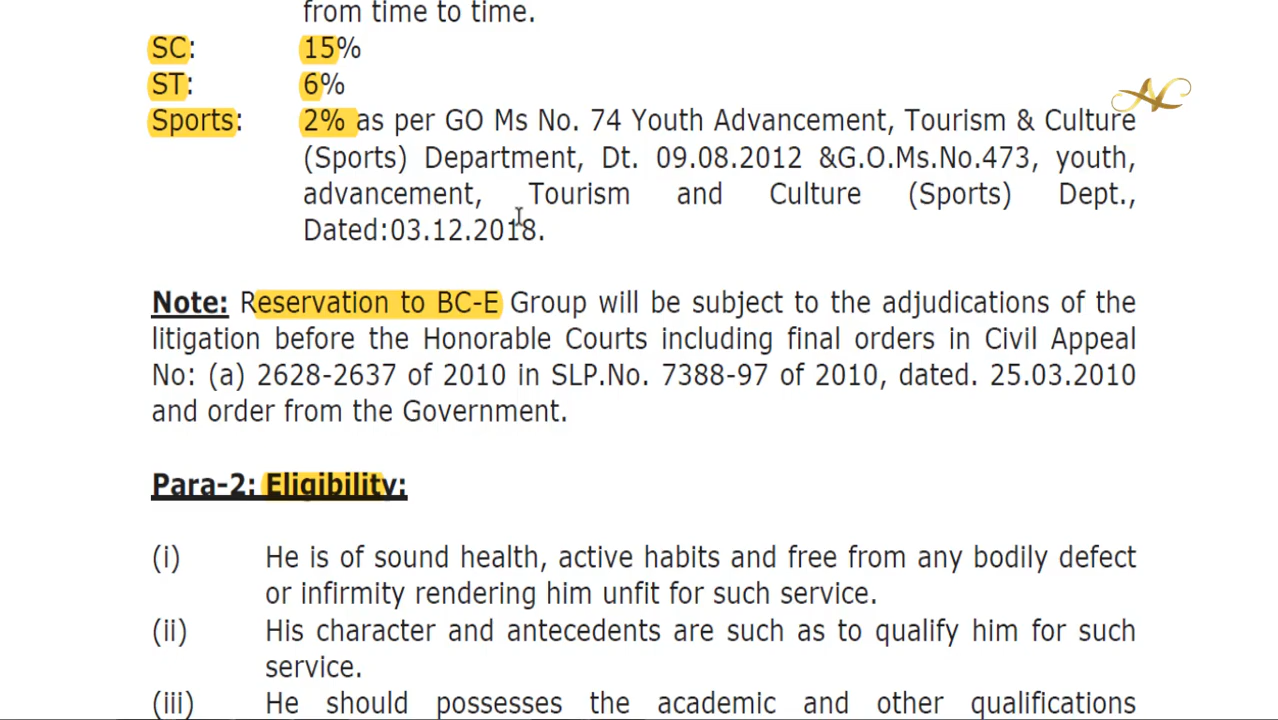 from time to time.
SC: 15%
ST: 6%
Sports: 2% as per GO Ms No. 74 Youth Advancement, Tourism & Culture
(Sports) Department, Dt. 09.08.2012 &G.O.Ms.No.473, youth,
advancement, Tourism and Culture (Sports) Dept.,
Dated:03.12.2018.
Note: Reservation to BC-E Group will be subject to the adjudications of the
litigation before the Honorable Courts including final orders in Civil Appeal
No: (a) 2628-2637 of 2010 in SLP.No. 7388-97 of 2010, dated. 25.03.2010
and order from the Government.
Para-2: Eligibility:
(i) He is of sound health, active habits and free from any bodily defect
or infirmity rendering him unfit for such service.
(ii) His character and antecedents are such as to qualify him for such
service.
(iii) He should possesses the academic and other qualifications